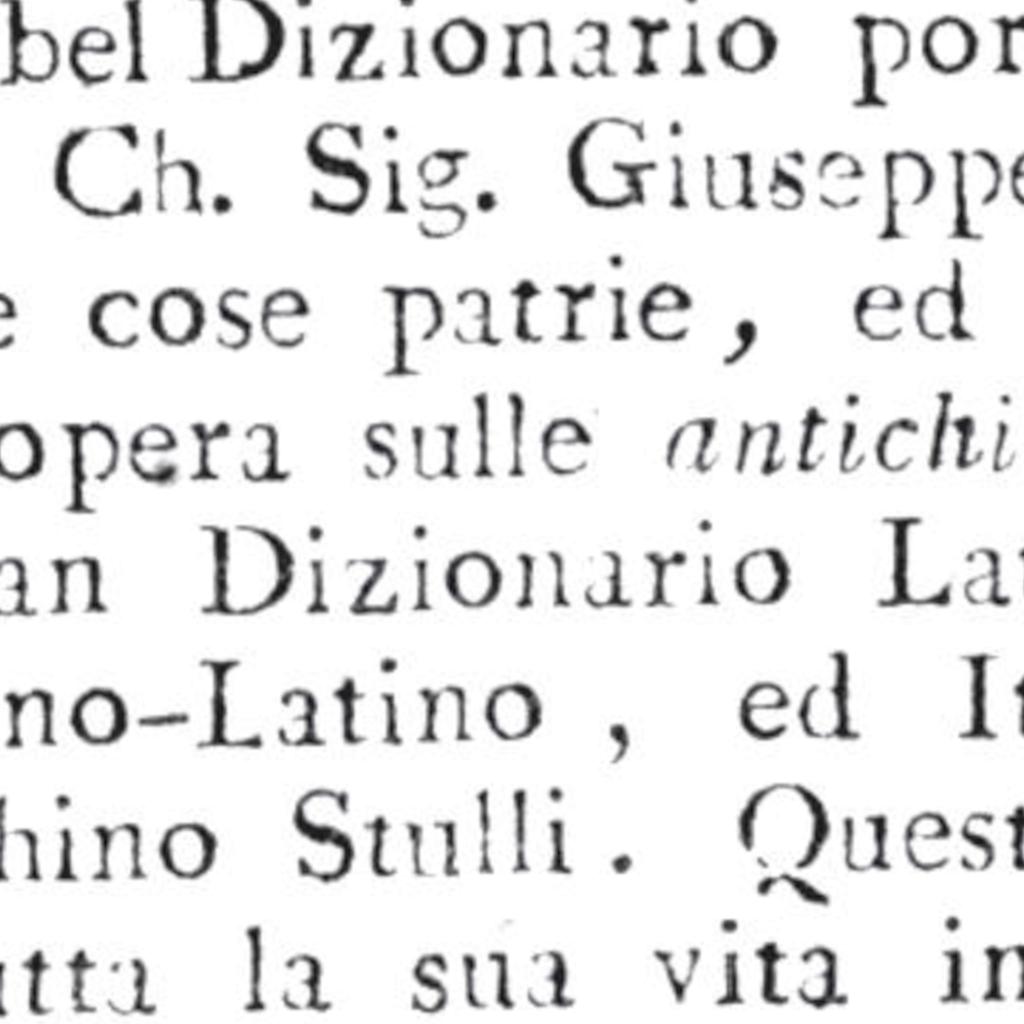 bel Dizionario por
Ch. Sig. Giuseppe
e cose patrie, ed
opera sulle antichi
an Dizionario Lat
no-Latino, ed It
hino Stulli. Quest
utta la sua vita in